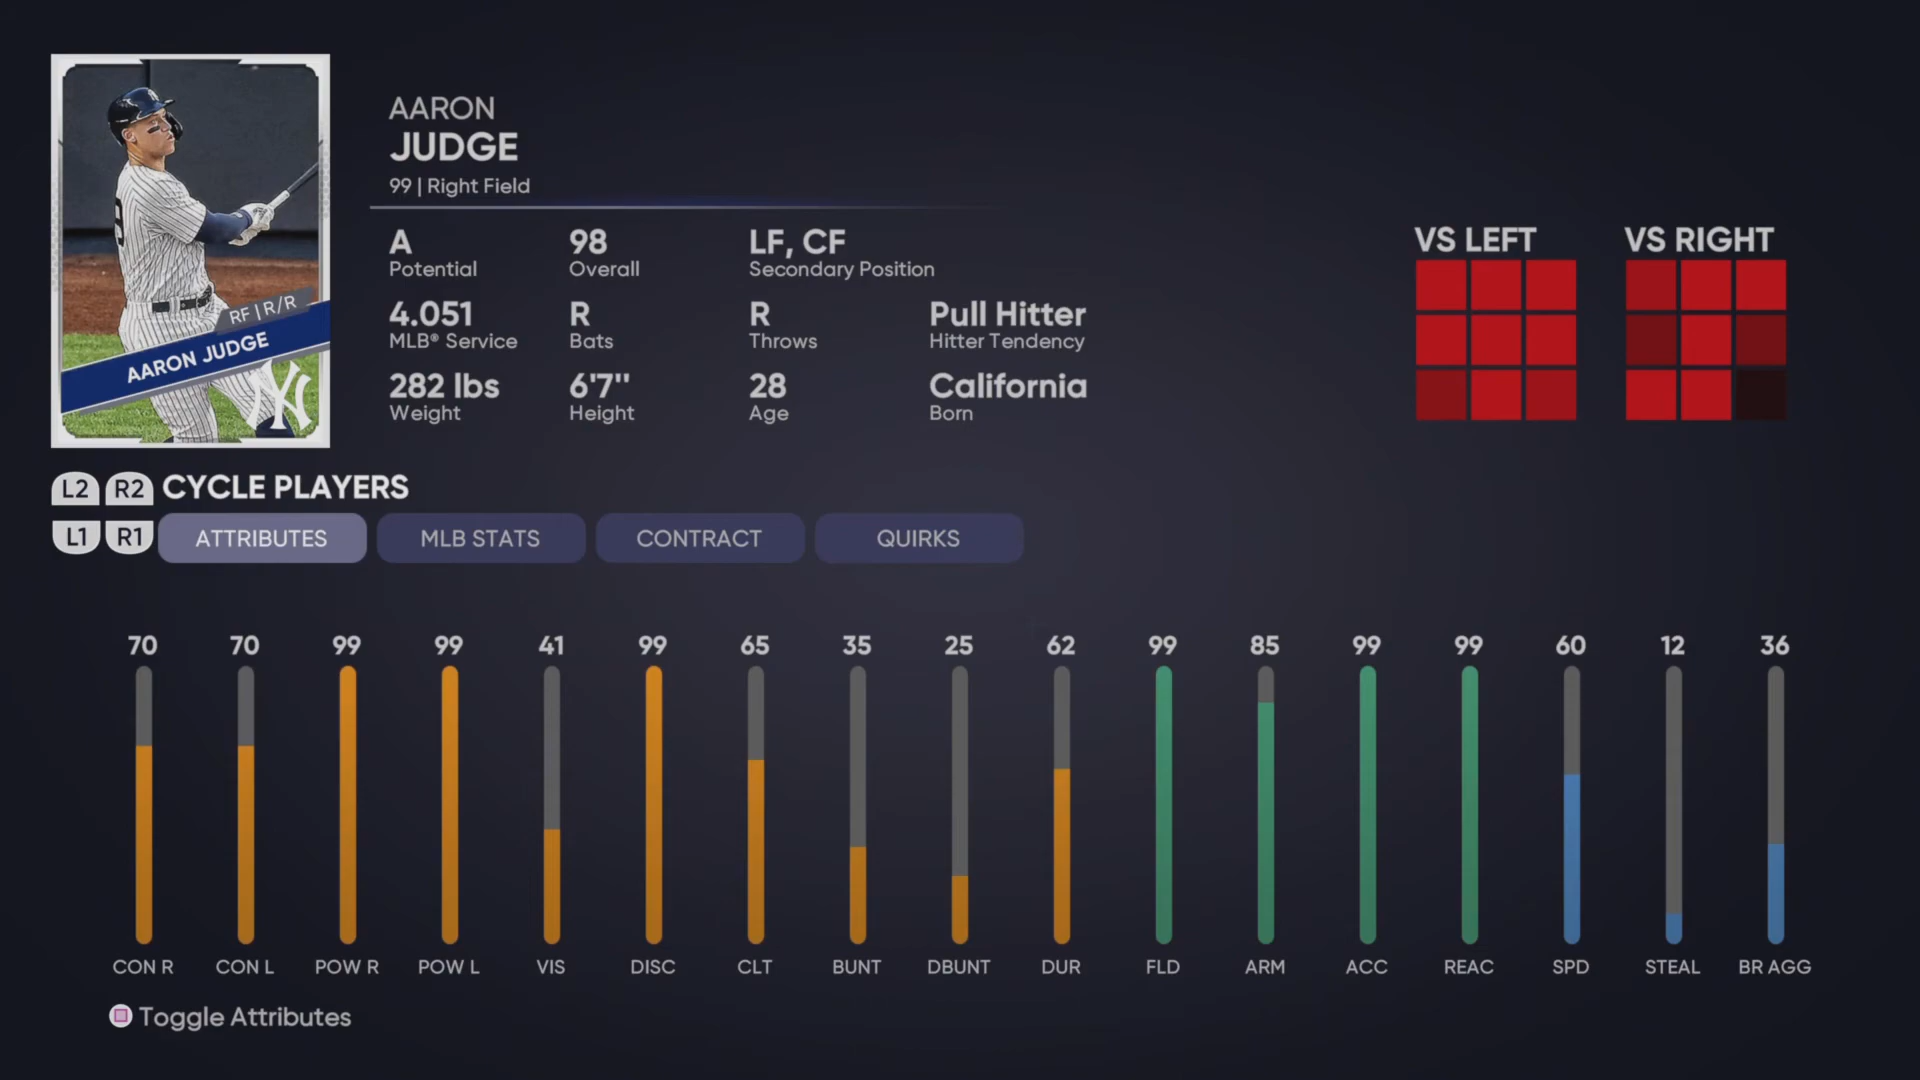 AARON
JUDGE
99 | Right Field
A 98 LF, CF
Potential Overall Secondary Position
4.051 R R Pull Hitter
MLB® Service Bats Throws Hitter Tendency
282 lbs 6'7" 28 California
Weight Height Age Born
VS LEFT VS RIGHT
RF | R/R
AARON JUDGE
NY
L2 R2 CYCLE PLAYERS
L1 R1 ATTRIBUTES MLB STATS CONTRACT QUIRKS
70 70 99 99 41 99 65 35 25 62 99 85 99 99 60 12 36
CON R CON L POW R POW L VIS DISC CLT BUNT DBUNT DUR FLD ARM ACC REAC SPD STEAL BR AGG
Toggle Attributes